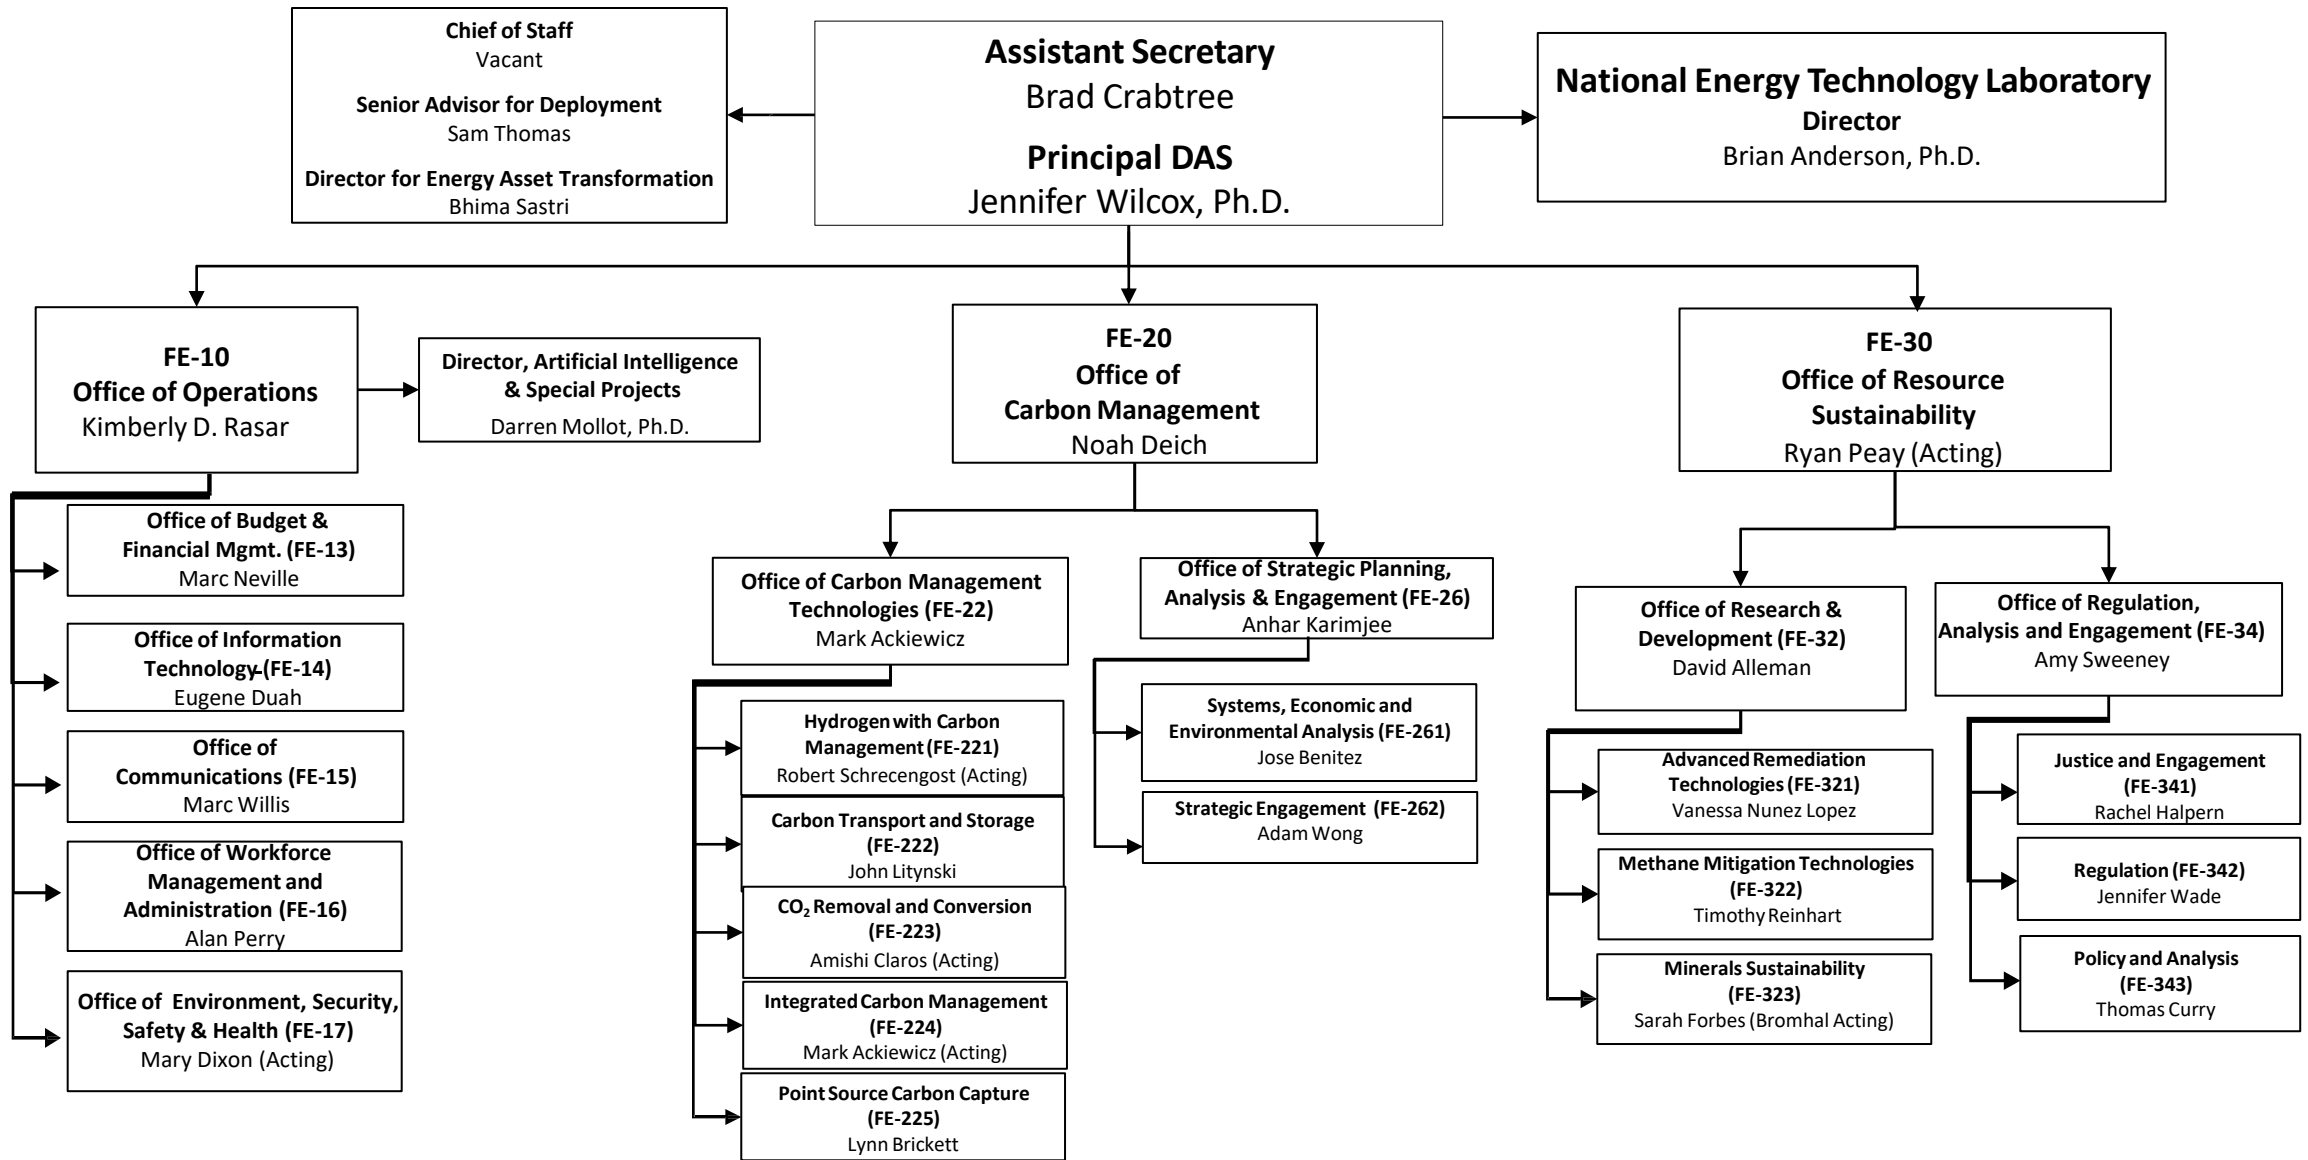 Chief of Staff
Vacant
Senior Advisor for Deployment
Sam Thomas
Director for Energy Asset Transformation
Bhima Sastri
Assistant Secretary
Brad Crabtree
Principal DAS
Jennifer Wilcox, Ph.D.
National Energy Technology Laboratory
Director
Brian Anderson, Ph.D.
FE-10
Office of Operations
Kimberly D. Rasar
Director, Artificial Intelligence
& Special Projects
Darren Mollot, Ph.D.
FE-20
Office of
Carbon Management
Noah Deich
FE-30
Office of Resource
Sustainability
Ryan Peay (Acting)
Office of Budget &
Financial Mgmt. (FE-13)
Marc Neville
Office of Information
Technology (FE-14)
Eugene Duah
Office of
Communications (FE-15)
Marc Willis
Office of Workforce
Management and
Administration (FE-16)
Alan Perry
Office of Environment, Security,
Safety & Health (FE-17)
Mary Dixon (Acting)
Office of Carbon Management
Technologies (FE-22)
Mark Ackiewicz
Hydrogen with Carbon
Management (FE-221)
Robert Schrecengost (Acting)
Carbon Transport and Storage
(FE-222)
John Litynski
CO₂ Removal and Conversion
(FE-223)
Amishi Claros (Acting)
Integrated Carbon Management
(FE-224)
Mark Ackiewicz (Acting)
Point Source Carbon Capture
(FE-225)
Lynn Brickett
Office of Strategic Planning,
Analysis & Engagement (FE-26)
Anhar Karimjee
Systems, Economic and
Environmental Analysis (FE-261)
Jose Benitez
Strategic Engagement (FE-262)
Adam Wong
Office of Research &
Development (FE-32)
David Alleman
Advanced Remediation
Technologies (FE-321)
Vanessa Nunez Lopez
Methane Mitigation Technologies
(FE-322)
Timothy Reinhart
Minerals Sustainability
(FE-323)
Sarah Forbes (Bromhal Acting)
Office of Regulation,
Analysis and Engagement (FE-34)
Amy Sweeney
Justice and Engagement
(FE-341)
Rachel Halpern
Regulation (FE-342)
Jennifer Wade
Policy and Analysis
(FE-343)
Thomas Curry